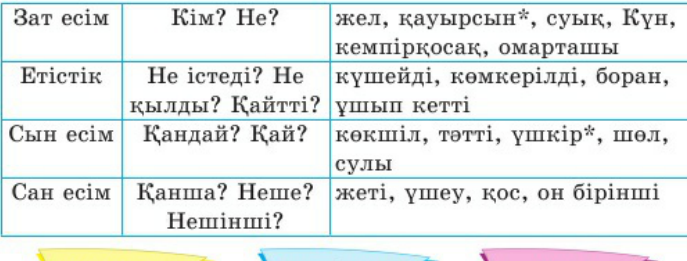 Зат есім Кім? Не? жел, қауырсын*, суық, Күн,
кемпірқосақ, омарташы
Етістік Не істеді? Не күшейді, көмкерілді, боран,
қылды? Қайтті? ұшып кетті
Сын есім Қандай? Қай? көкшіл, тәтті, үшкір*, шөл,
сулы
Сан есім Қанша? Неше? жеті, үшеу, қос, он бірінші
Нешінші?